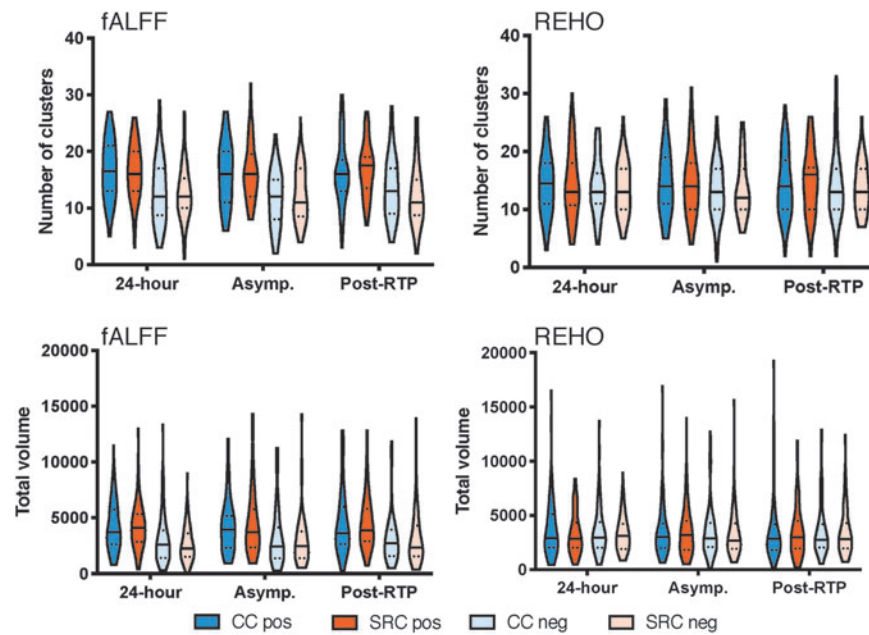 fALFF
REHO
Number of clusters
40
30
20
10
0
24-hour Asymp. Post-RTP
Number of clusters
40
30
20
10
0
24-hour Asymp. Post-RTP
fALFF
REHO
Total volume
20000
15000
10000
5000
0
24-hour Asymp. Post-RTP
Total volume
20000
15000
10000
5000
0
24-hour Asymp. Post-RTP
CC pos SRC pos CC neg SRC neg